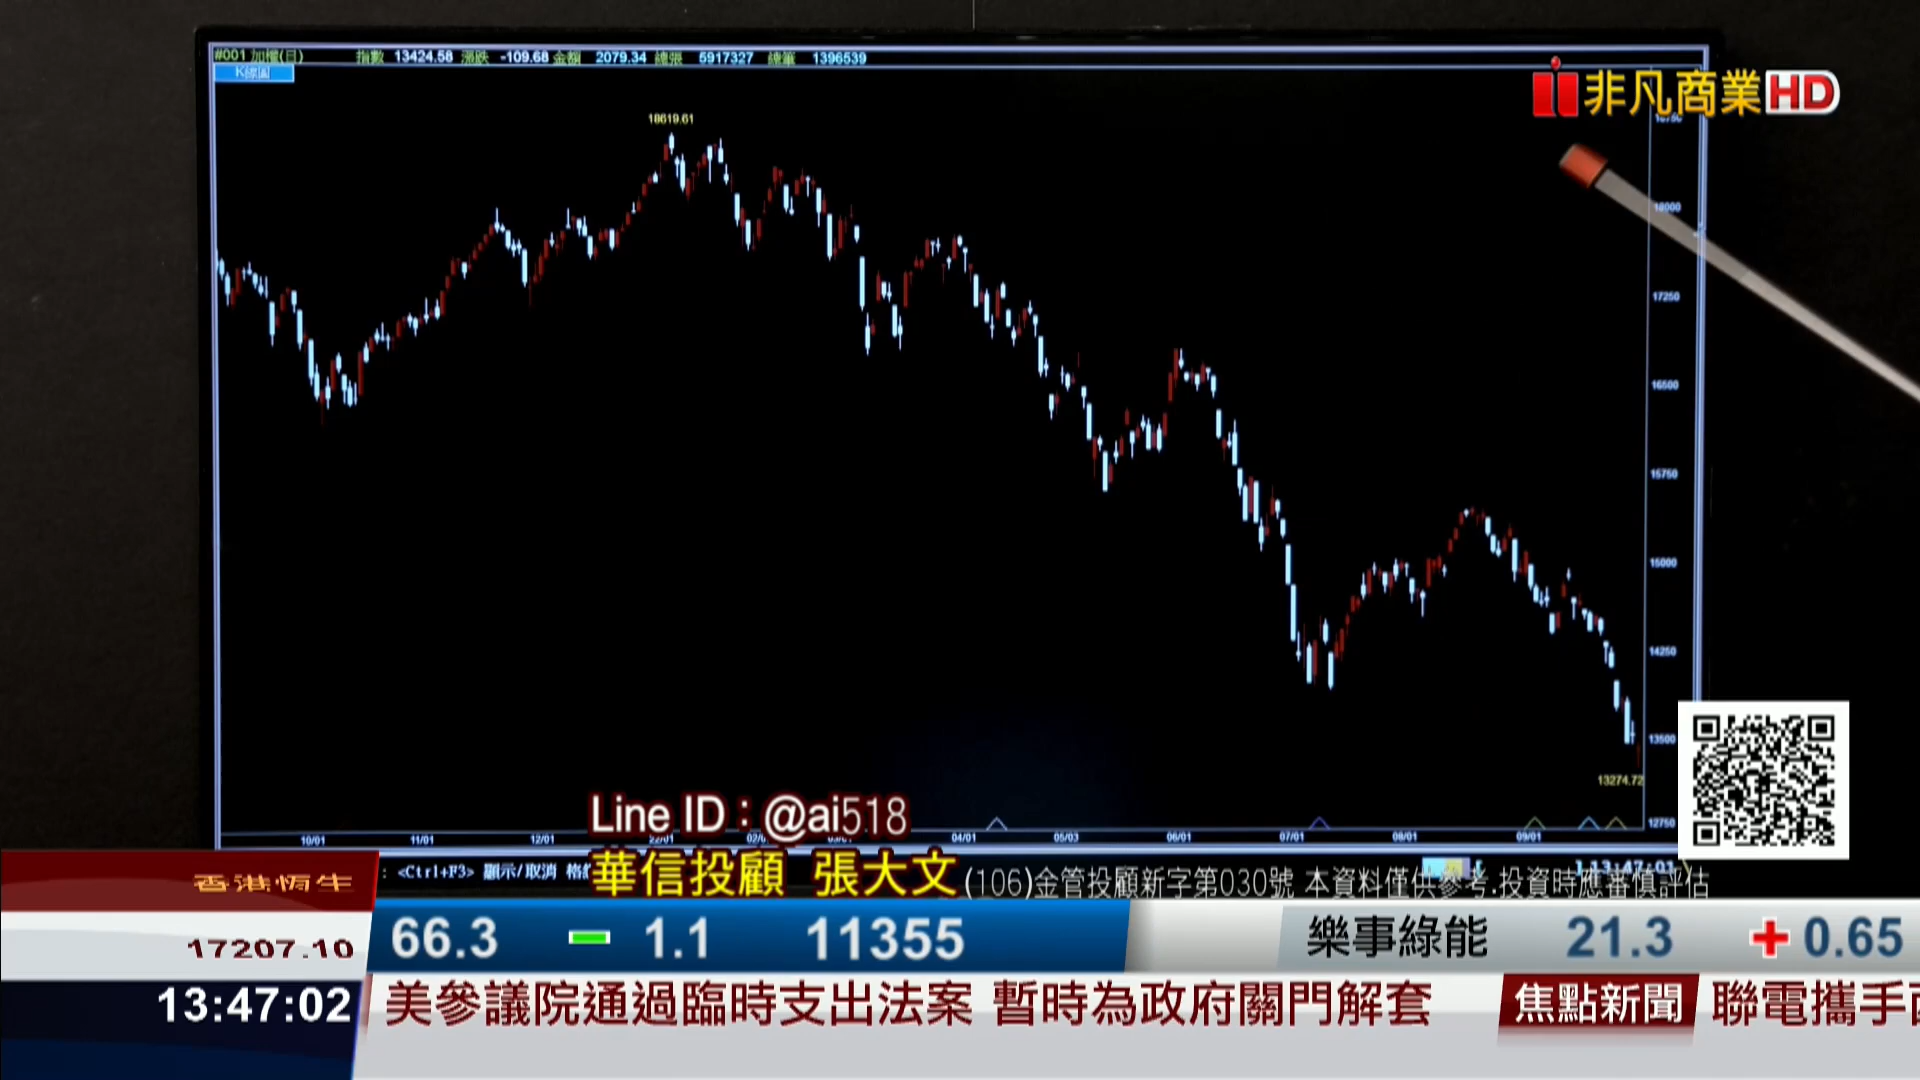 #001 加權(日) 指數 13424.58 漲跌 -109.68 金額 2079.34 總張 5917327 總筆 1396539
K線圖
非凡商業HD
18619.61
18750
18000
17250
16500
15750
15000
14250
13500
13274.72
12750
10/01 11/01 12/01 22/01 02/ 04/01 05/03 06/01 07/01 08/01 09/01
Line ID：@ai518
<Ctrl+F3> 顯示/取消
13:47:01
華信投顧 張大文 (106)金管投顧新字第030號 本資料僅供參考.投資時應審慎評估
香港恆生
17207.10
66.3 1.1 11355 樂事綠能 21.3 + 0.65
13:47:02
美參議院通過臨時支出法案 暫時為政府關門解套 焦點新聞 聯電攜手